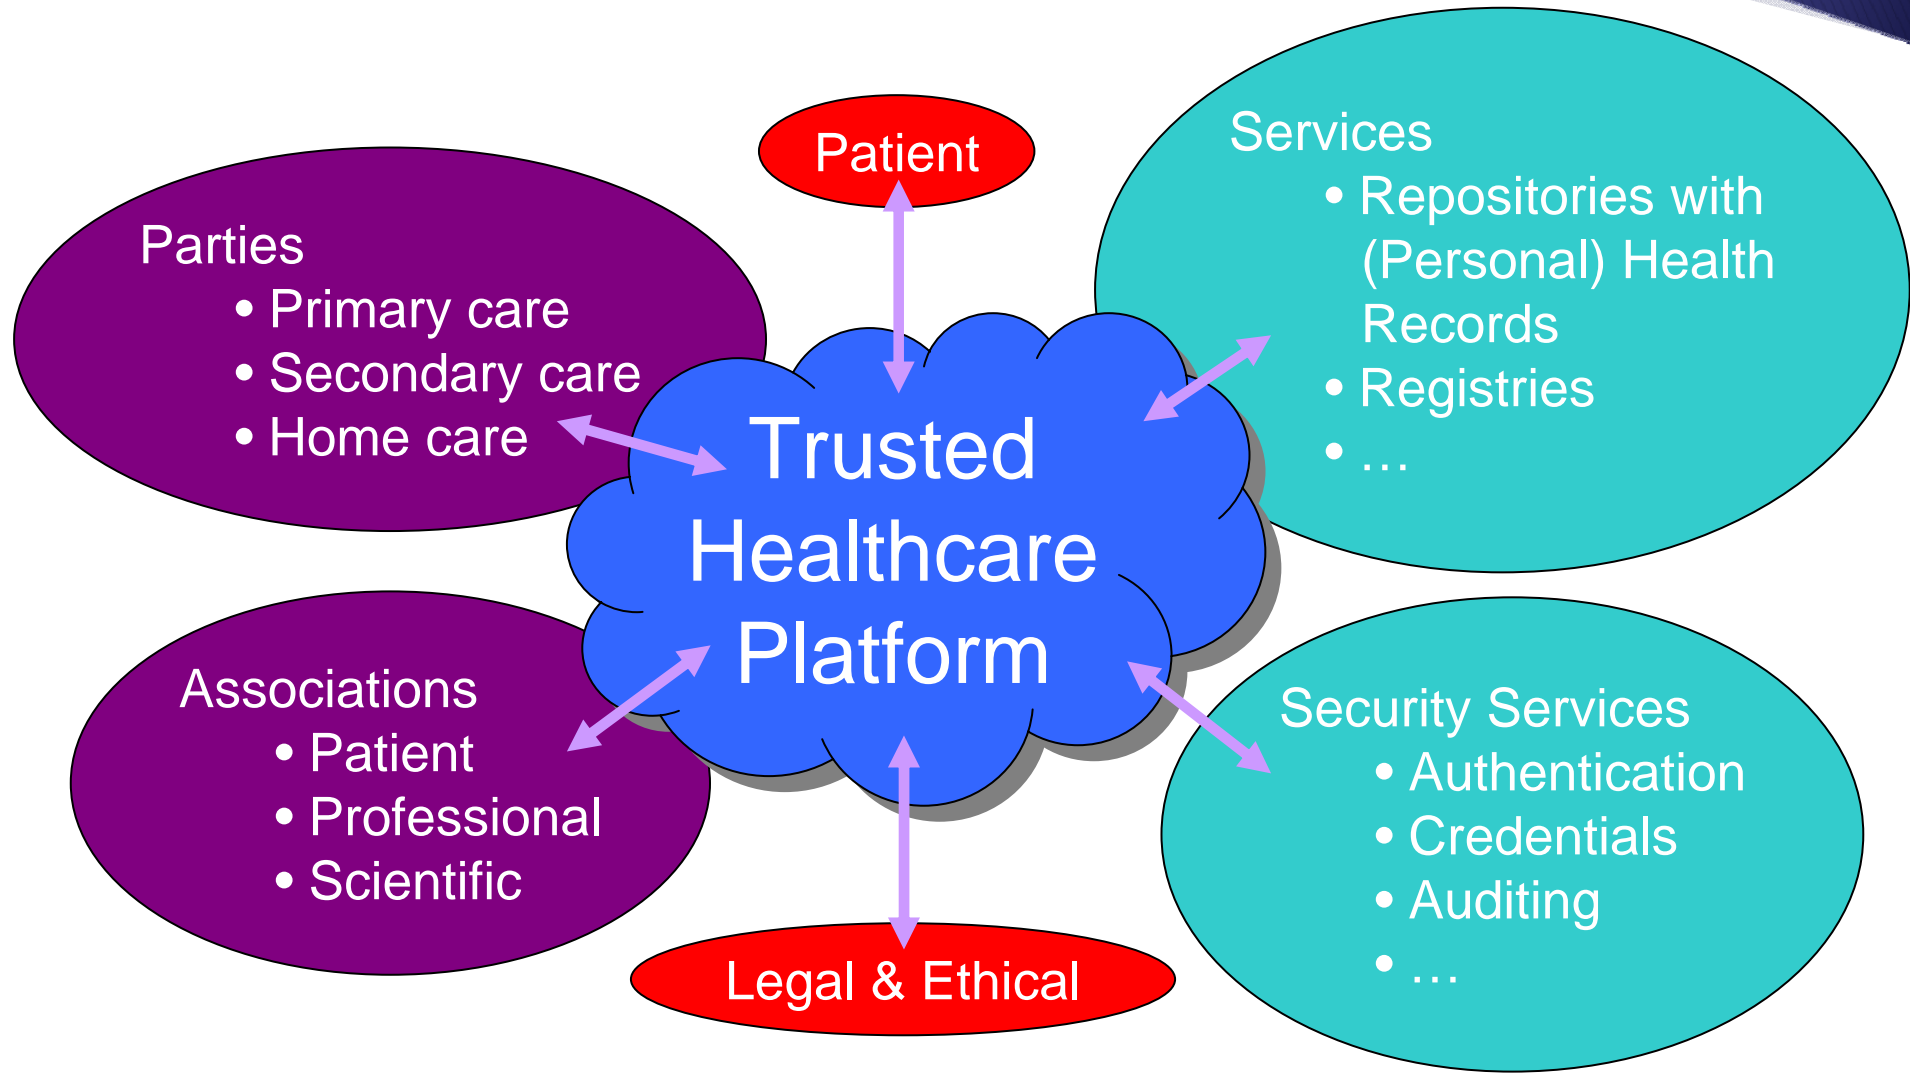 Patient
Services
• Repositories with
(Personal) Health
Records
• Registries
• …
Parties
• Primary care
• Secondary care
• Home care
Trusted
Healthcare
Platform
Associations
• Patient
• Professional
• Scientific
Security Services
• Authentication
• Credentials
• Auditing
• …
Legal & Ethical